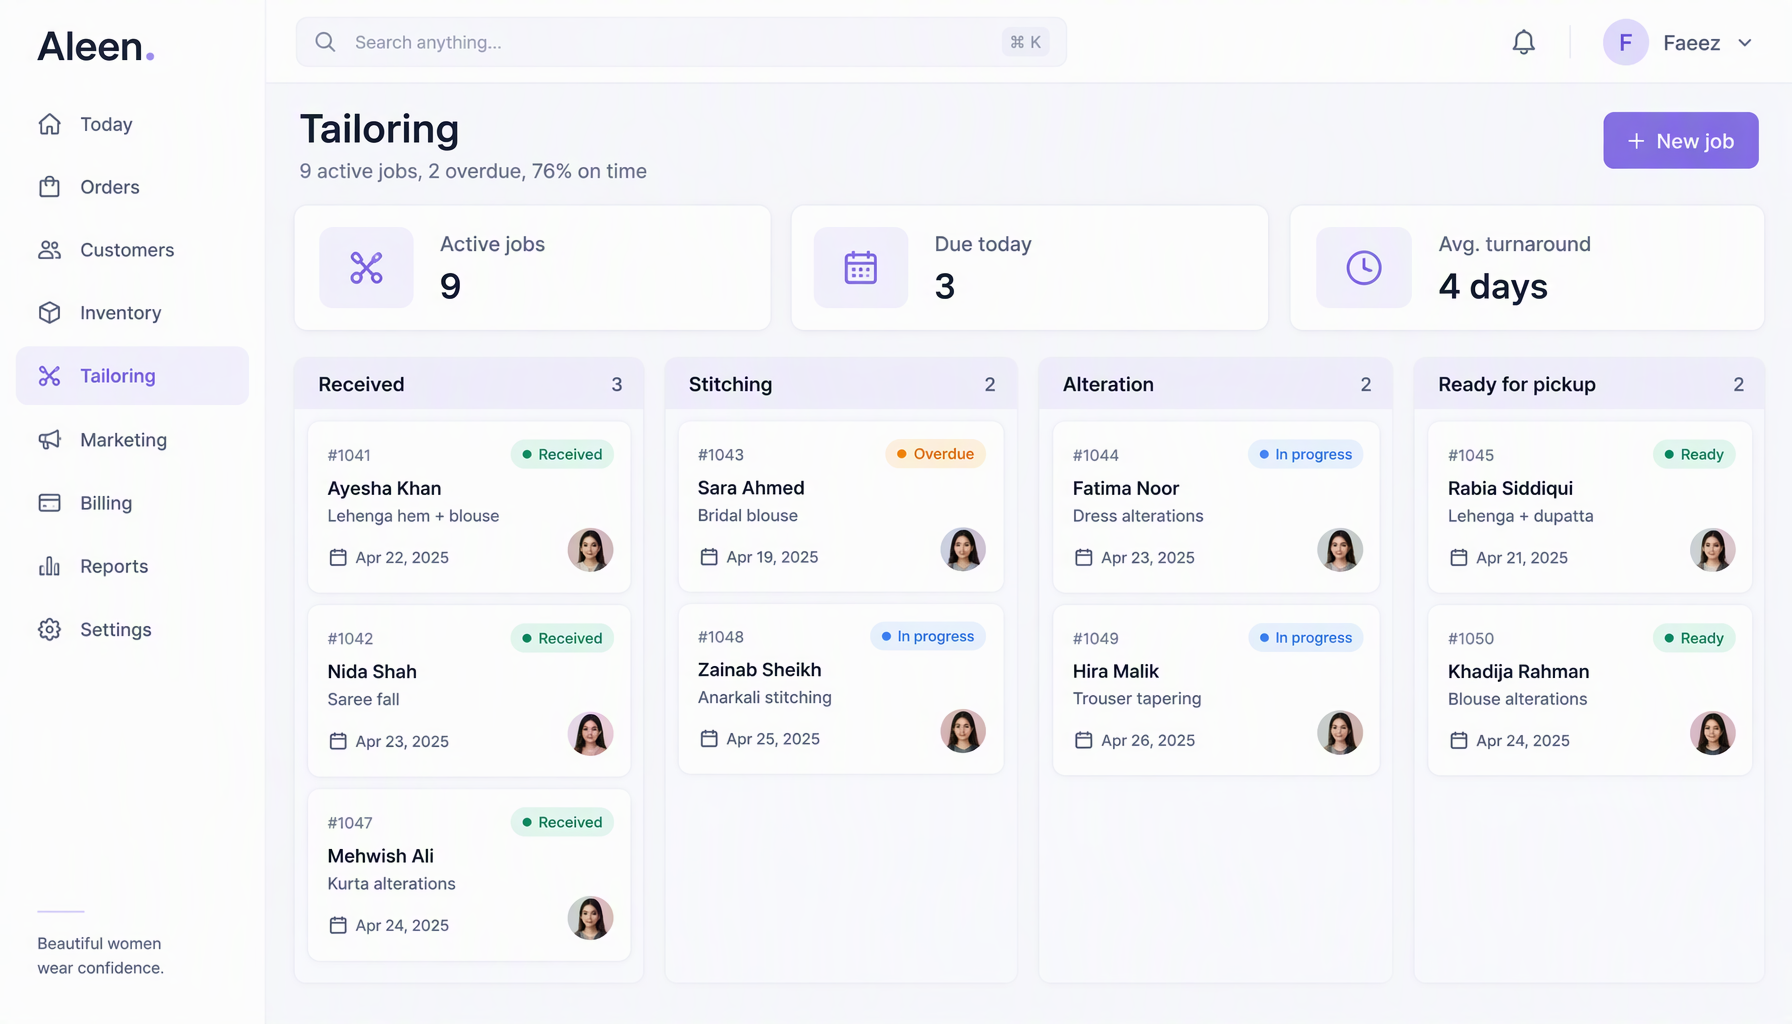 Aleen.
Today
Orders
Customers
Inventory
Tailoring
Marketing
Billing
Reports
Settings
Beautiful women
wear confidence.
Search anything...
⌘ K
F
Faeez
Tailoring
9 active jobs, 2 overdue, 76% on time
+ New job
Active jobs
9
Due today
3
Avg. turnaround
4 days
Received 3
#1041 Received
Ayesha Khan
Lehenga hem + blouse
Apr 22, 2025
#1042 Received
Nida Shah
Saree fall
Apr 23, 2025
#1047 Received
Mehwish Ali
Kurta alterations
Apr 24, 2025
Stitching 2
#1043 Overdue
Sara Ahmed
Bridal blouse
Apr 19, 2025
#1048 In progress
Zainab Sheikh
Anarkali stitching
Apr 25, 2025
Alteration 2
#1044 In progress
Fatima Noor
Dress alterations
Apr 23, 2025
#1049 In progress
Hira Malik
Trouser tapering
Apr 26, 2025
Ready for pickup 2
#1045 Ready
Rabia Siddiqui
Lehenga + dupatta
Apr 21, 2025
#1050 Ready
Khadija Rahman
Blouse alterations
Apr 24, 2025